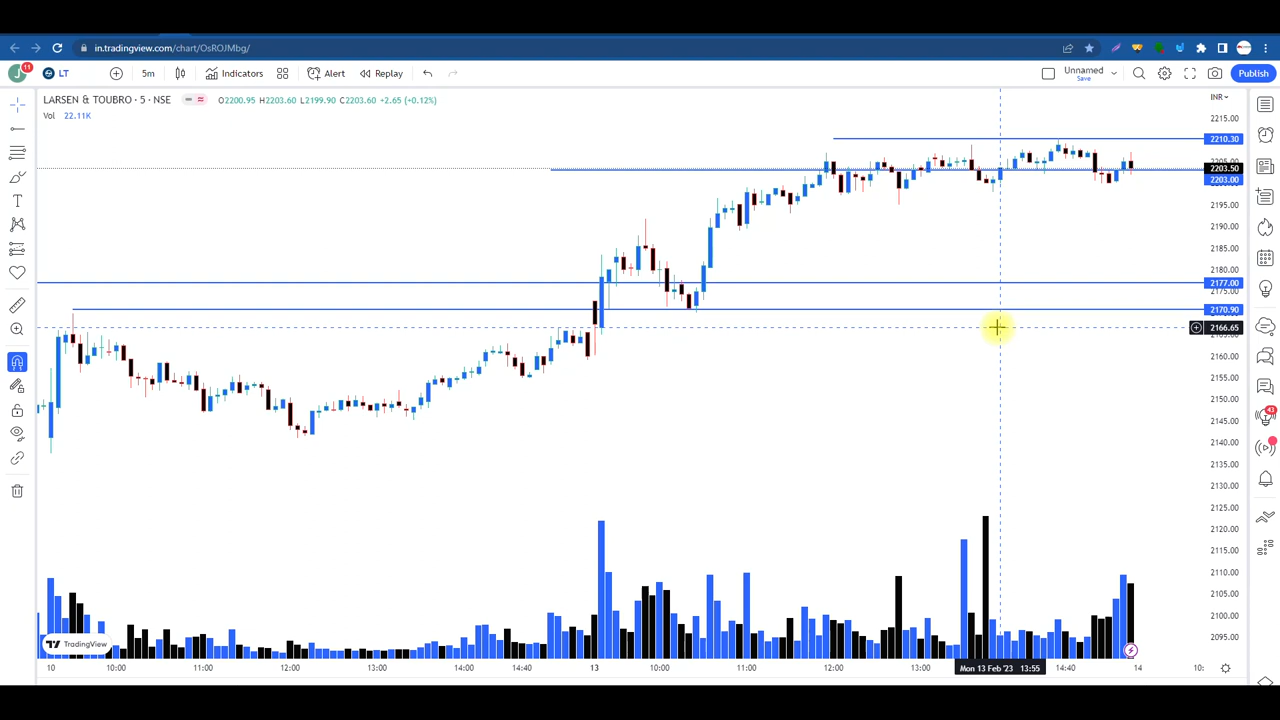 in.tradingview.com/chart/OsROJMbg/
J
11
LT
5m
Indicators
Alert
Replay
Unnamed
Save
Publish
LARSEN & TOUBRO · 5 · NSE
O2200.95 H2203.60 L2199.90 C2203.60 +2.65 (+0.12%)
Vol 22.11K
INR
2215.00
2210.30
2205.00
2203.50
2203.00
2195.00
2190.00
2185.00
2180.00
2177.00
2175.00
2170.90
2166.65
2160.00
2155.00
2150.00
2145.00
2140.00
2135.00
2130.00
2125.00
2120.00
2115.00
2110.00
2105.00
2100.00
2095.00
43
TradingView
10 10:00 11:00 12:00 13:00 14:00 14:40 13 10:00 11:00 12:00 13:00 Mon 13 Feb '23 13:55 14:40 14 10: